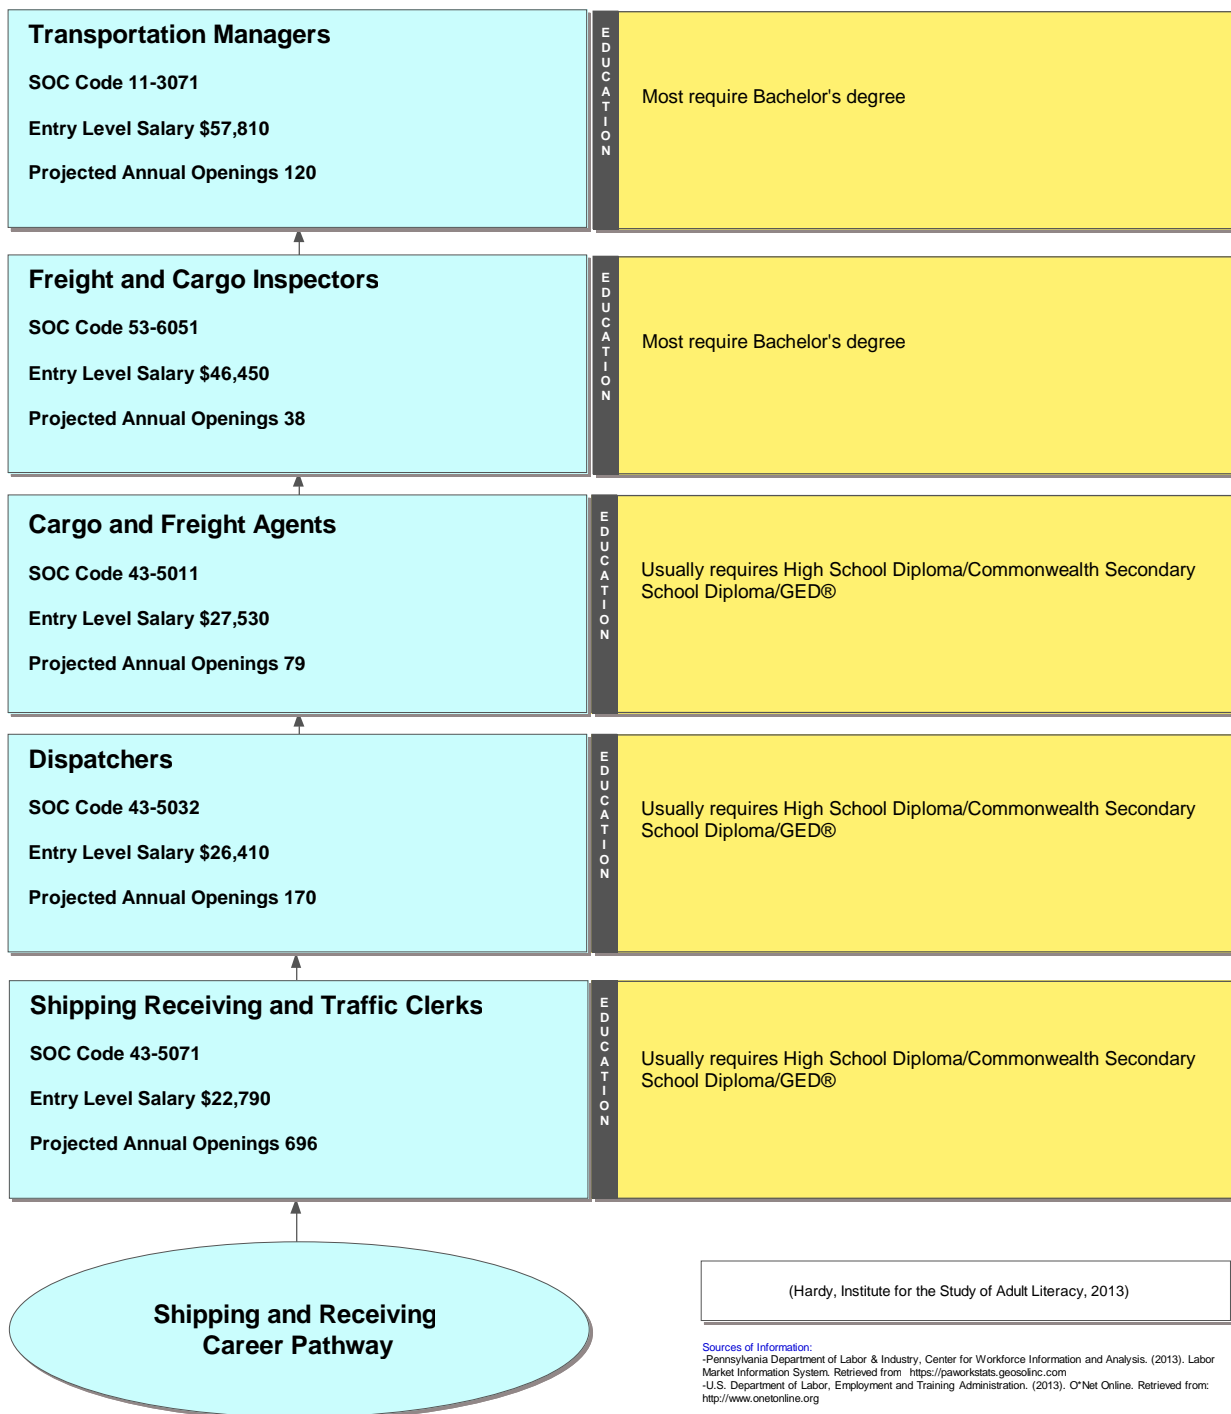 Transportation Managers
SOC Code 11-3071
Entry Level Salary $57,810
Projected Annual Openings 120
EDUCATION
Most require Bachelor's degree
Freight and Cargo Inspectors
SOC Code 53-6051
Entry Level Salary $46,450
Projected Annual Openings 38
EDUCATION
Most require Bachelor's degree
Cargo and Freight Agents
SOC Code 43-5011
Entry Level Salary $27,530
Projected Annual Openings 79
EDUCATION
Usually requires High School Diploma/Commonwealth Secondary
School Diploma/GED®
Dispatchers
SOC Code 43-5032
Entry Level Salary $26,410
Projected Annual Openings 170
EDUCATION
Usually requires High School Diploma/Commonwealth Secondary
School Diploma/GED®
Shipping Receiving and Traffic Clerks
SOC Code 43-5071
Entry Level Salary $22,790
Projected Annual Openings 696
EDUCATION
Usually requires High School Diploma/Commonwealth Secondary
School Diploma/GED®
Shipping and Receiving
Career Pathway
(Hardy, Institute for the Study of Adult Literacy, 2013)
Sources of Information:
-Pennsylvania Department of Labor & Industry, Center for Workforce Information and Analysis. (2013). Labor
Market Information System. Retrieved from https://paworkstats.geosolinc.com
-U.S. Department of Labor, Employment and Training Administration. (2013). O*Net Online. Retrieved from:
http://www.onetonline.org